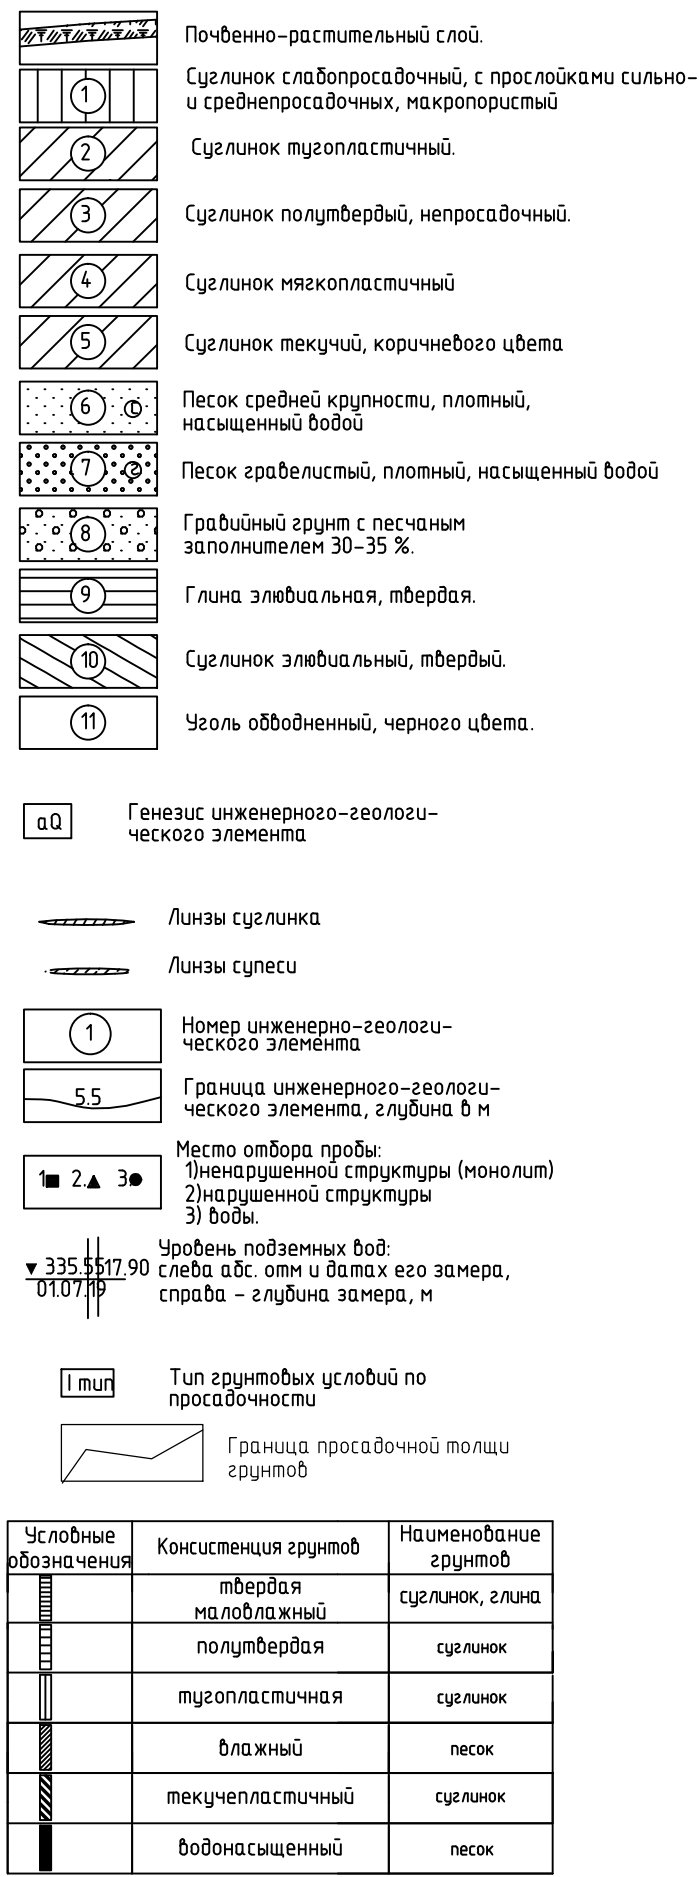 Почвенно-растительный слой.
1 Суглинок слабопросадочный, с прослойками сильно-
и среднепросадочных, макропористый
2 Суглинок тугопластичный.
3 Суглинок полутвердый, непросадочный.
4 Суглинок мягкопластичный
5 Суглинок текучий, коричневого цвета
6 с Песок средней крупности, плотный,
насыщенный водой
7 г Песок гравелистый, плотный, насыщенный водой
8 Гравийный грунт с песчаным
заполнителем 30-35 %.
9 Глина элювиальная, твердая.
10 Суглинок элювиальный, твердый.
11 Уголь обводненный, черного цвета.
aQ Генезис инженерного-геологи-
ческого элемента
Линзы суглинка
Линзы супеси
1 Номер инженерно-геологи-
ческого элемента
5.5 Граница инженерного-геологи-
ческого элемента, глубина в м
Место отбора пробы:
1■ 2.▲ 3.● 1)ненарушенной структуры (монолит)
2)нарушенной структуры
3) воды.
Уровень подземных вод:
▼ 335.55 17.90 слева абс. отм и датах его замера,
01.07.19 справа - глубина замера, м
I тип Тип грунтовых условий по
просадочности
Граница просадочной толщи
грунтов
Условные обозначения Консистенция грунтов Наименование грунтов
твердая маловлажный суглинок, глина
полутвердая суглинок
тугопластичная суглинок
влажный песок
текучепластичный суглинок
водонасыщенный песок